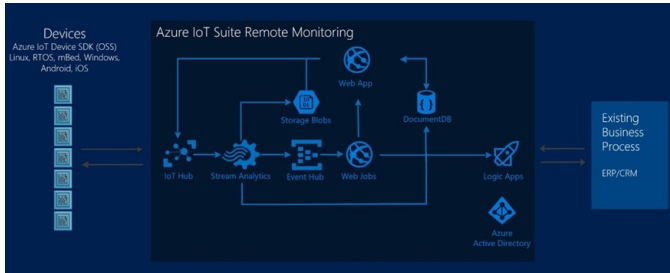 Devices
Azure IoT Device SDK (OSS)
Linux, RTOS, mBed, Windows,
Android, iOS
Azure IoT Suite Remote Monitoring
Web App
Storage Blobs
DocumentDB
IoT Hub
Stream Analytics
Event Hub
Web Jobs
Logic Apps
Azure
Active Directory
Existing
Business
Process
ERP/CRM